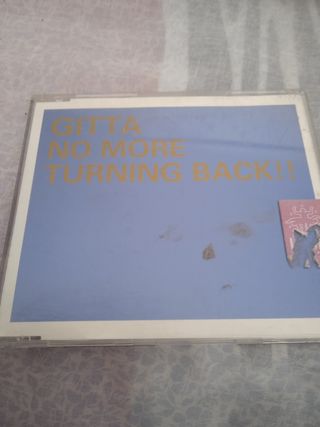 GITTA
NO MORE
TURNING BACK!!